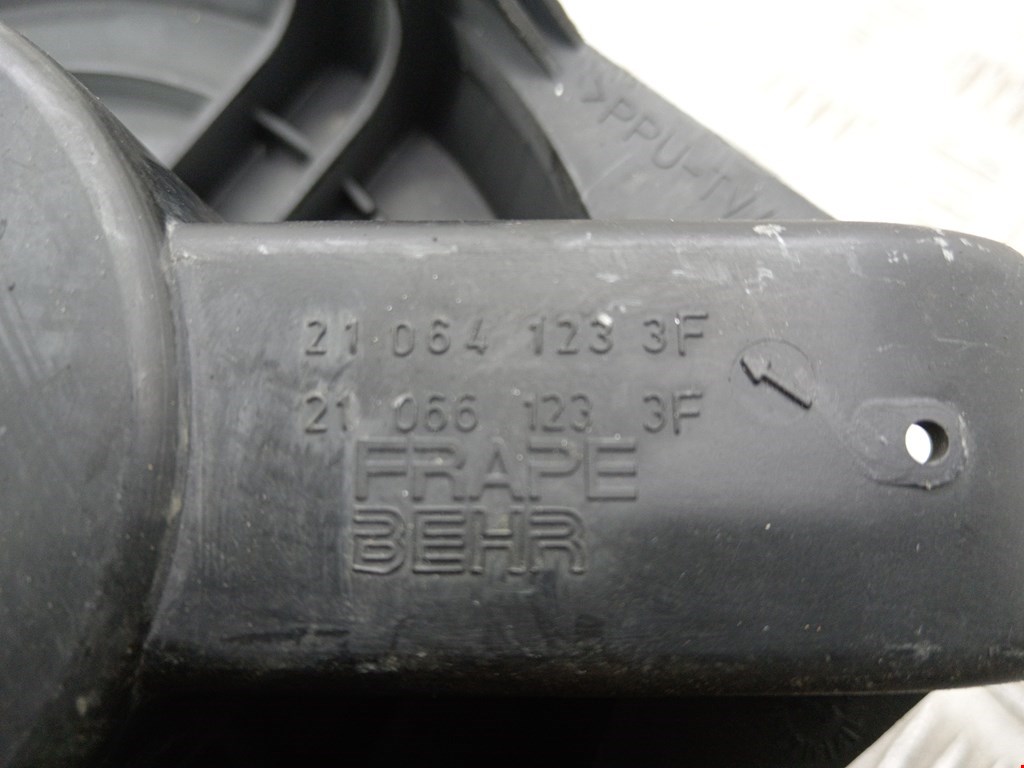 >PPU-TV
21 064 123 3F
21 066 123 3F
FRAPE
BEHR